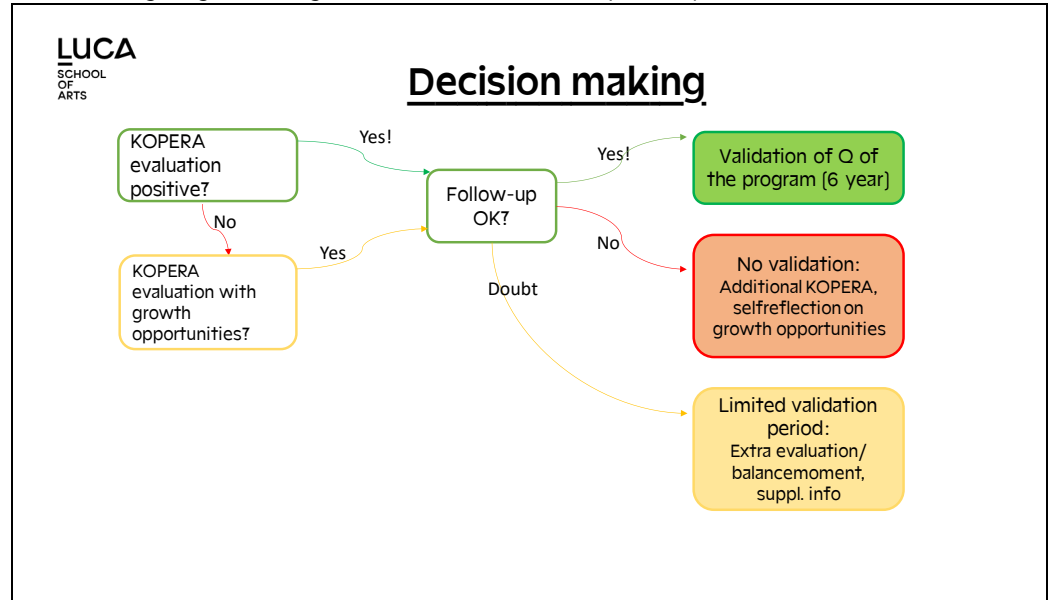 LUCA
SCHOOL
OF
ARTS
Decision making
KOPERA
evaluation
positive?
Yes!
No
KOPERA
evaluation with
growth
opportunities?
Yes
Follow-up
OK?
Yes!
No
Doubt
Validation of Q of
the program (6 year)
No validation:
Additional KOPERA,
selfreflection on
growth opportunities
Limited validation
period:
Extra evaluation/
balancemoment,
suppl. info